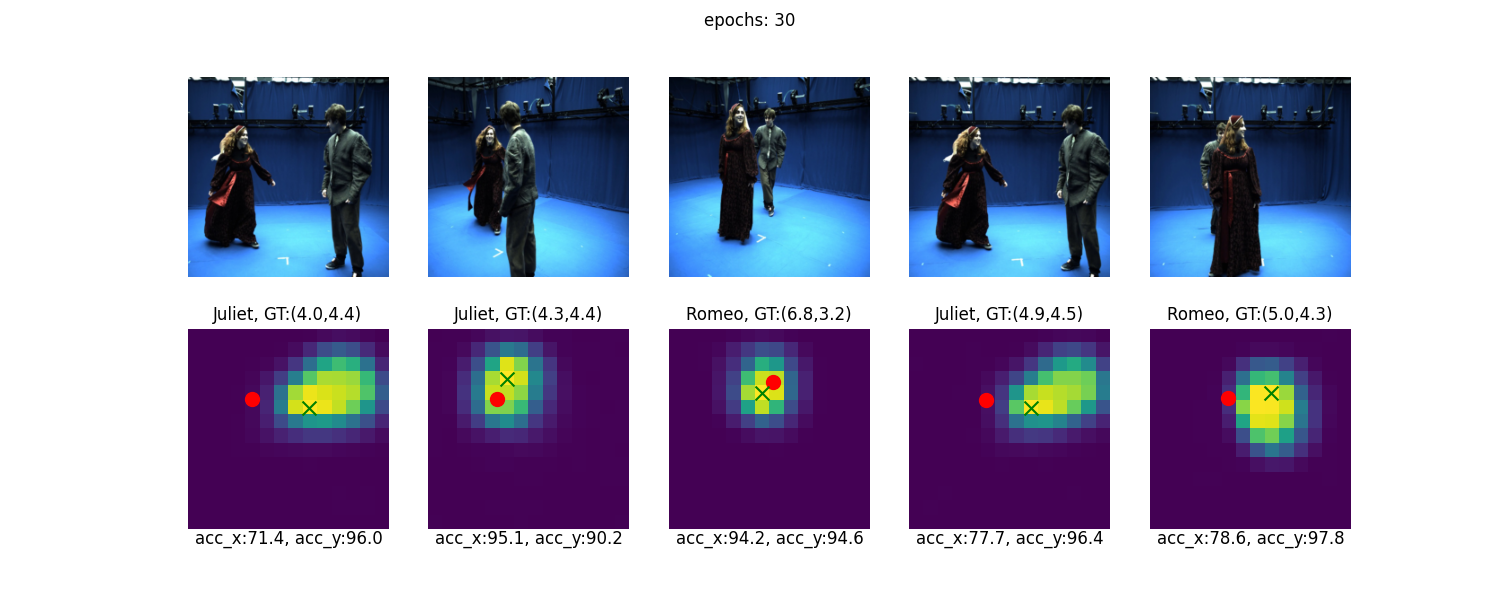 epochs: 30
Juliet, GT:(4.0,4.4)
Juliet, GT:(4.3,4.4)
Romeo, GT:(6.8,3.2)
Juliet, GT:(4.9,4.5)
Romeo, GT:(5.0,4.3)
acc_x:71.4, acc_y:96.0
acc_x:95.1, acc_y:90.2
acc_x:94.2, acc_y:94.6
acc_x:77.7, acc_y:96.4
acc_x:78.6, acc_y:97.8